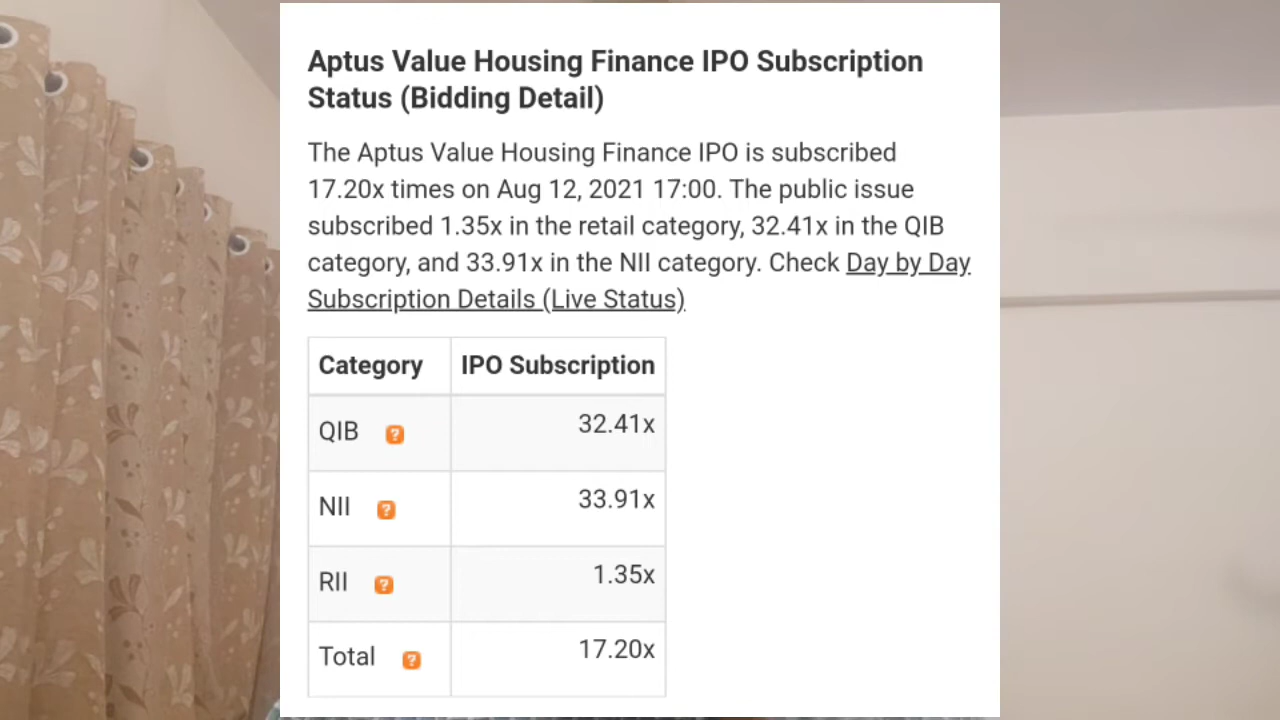 Aptus Value Housing Finance IPO Subscription
Status (Bidding Detail)
The Aptus Value Housing Finance IPO is subscribed
17.20x times on Aug 12, 2021 17:00. The public issue
subscribed 1.35x in the retail category, 32.41x in the QIB
category, and 33.91x in the NII category. Check Day by Day
Subscription Details (Live Status).
Category IPO Subscription
QIB ? 32.41x
NII ? 33.91x
RII ? 1.35x
Total ? 17.20x